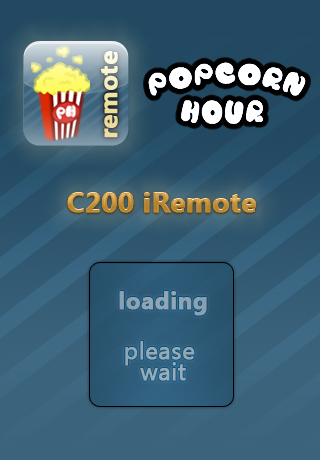 remote
PH
POPCORN
HOUR
C200 iRemote
loading
please
wait